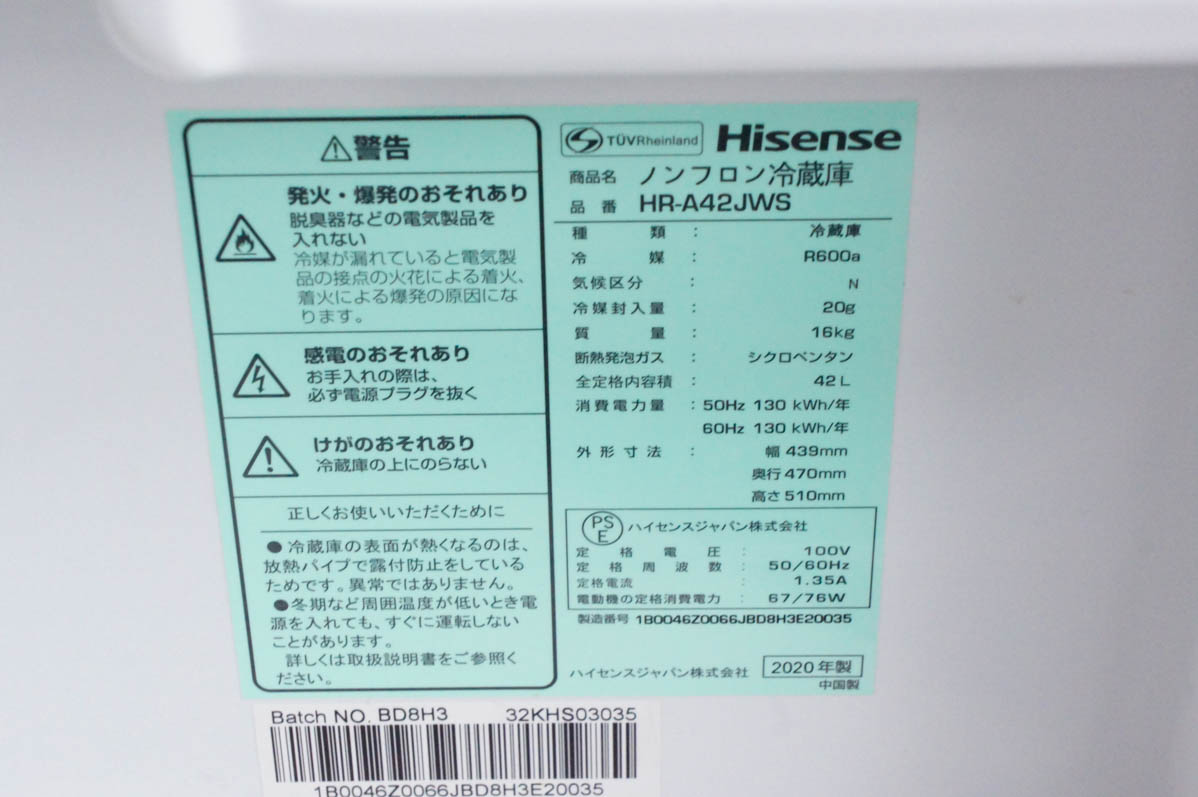 ⚠警告
発火・爆発のおそれあり
脱臭器などの電気製品を
入れない
冷媒が漏れていると電気製
品の接点の火花による着火、
着火による爆発の原因にな
ります。
感電のおそれあり
お手入れの際は、
必ず電源プラグを抜く
けがのおそれあり
冷蔵庫の上にのらない
正しくお使いいただくために
●冷蔵庫の表面が熱くなるのは、
放熱パイプで露付防止をしている
ためです。異常ではありません。
●冬期など周囲温度が低いとき電
源を入れても、すぐに運転しない
ことがあります。
詳しくは取扱説明書をご参照く
ださい。
TÜVRheinland Hisense
商品名 ノンフロン冷蔵庫
品番 HR-A42JWS
種類 : 冷蔵庫
冷媒 : R600a
気候区分 : N
冷媒封入量 : 20g
質量 : 16kg
断熱発泡ガス : シクロペンタン
全定格内容積 : 42L
消費電力量 : 50Hz 130 kWh/年
60Hz 130 kWh/年
外形寸法 : 幅 439mm
奥行 470mm
高さ 510mm
PSE ハイセンスジャパン株式会社
定格電圧 : 100V
定格周波数 : 50/60Hz
定格電流 : 1.35A
電動機の定格消費電力 : 67/76W
製造番号 1B0046Z0066JBD8H3E20035
ハイセンスジャパン株式会社 2020年製
中国製
Batch NO. BD8H3 32KHS03035
1B0046Z0066JBD8H3E20035